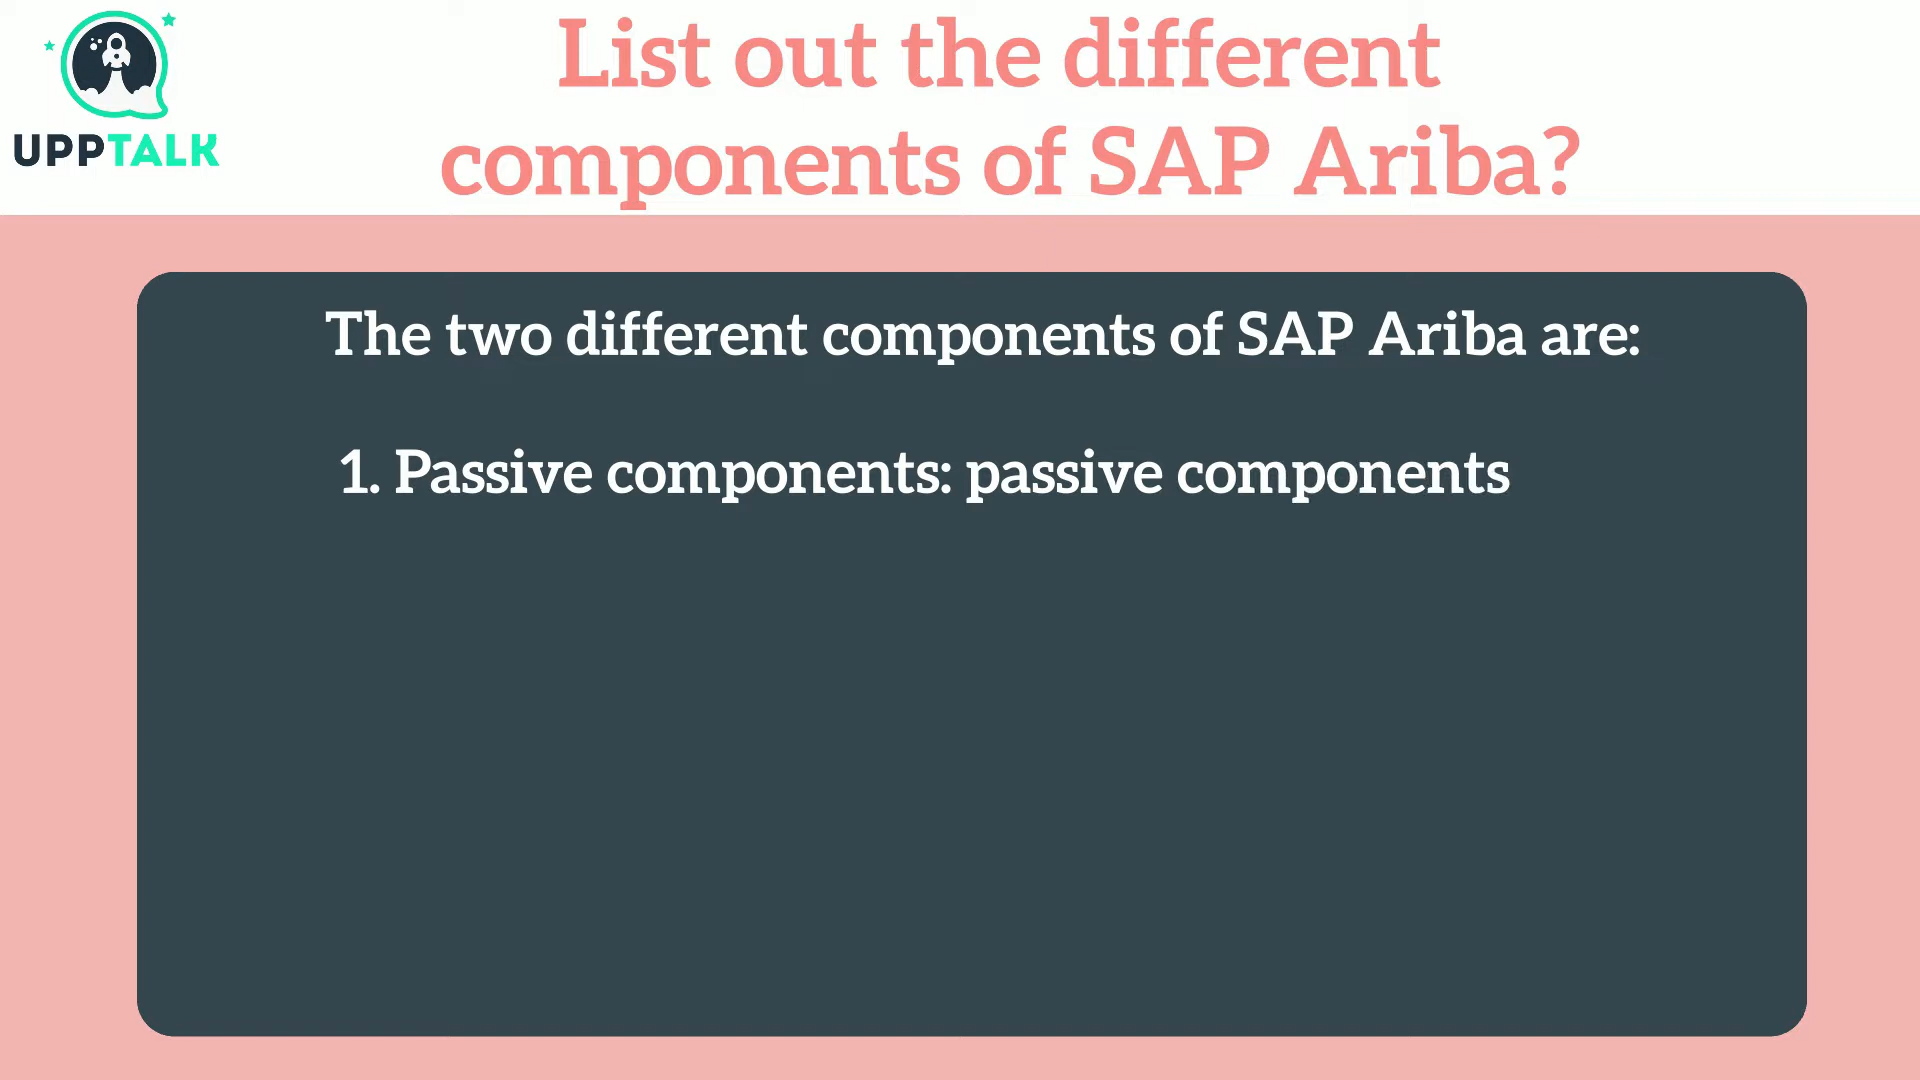 UPPTALK
List out the different
components of SAP Ariba?
The two different components of SAP Ariba are:
1. Passive components: passive components